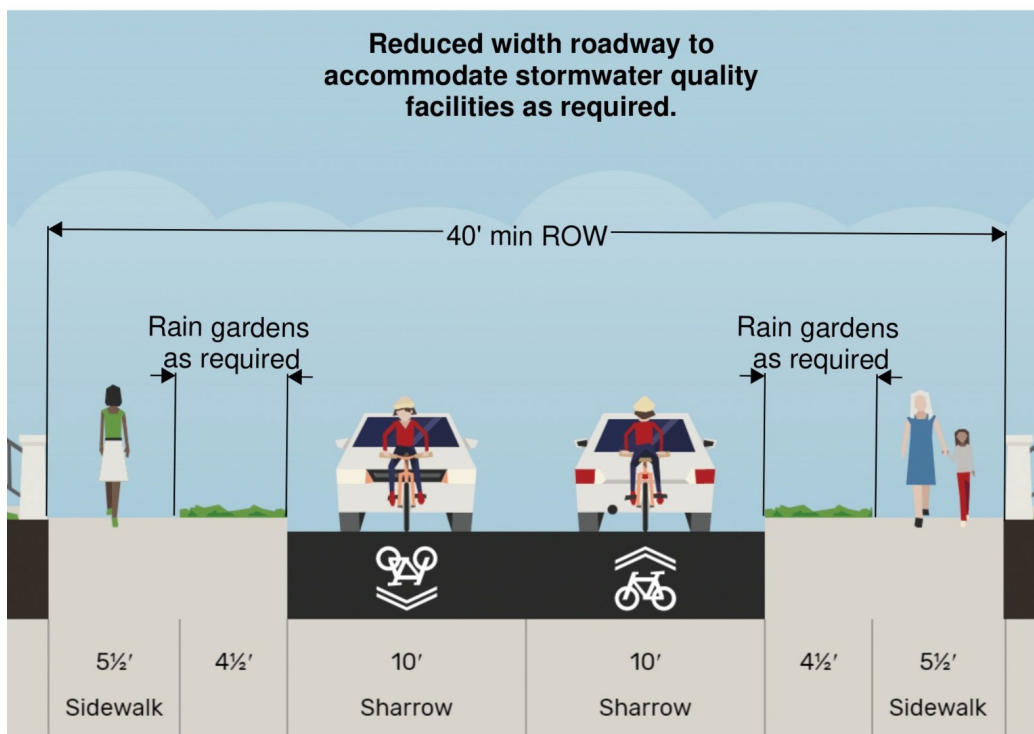 Reduced width roadway to
accommodate stormwater quality
facilities as required.
40' min ROW
Rain gardens
as required
Rain gardens
as required
5½′
4½′
10′
10′
4½′
5½′
Sidewalk
Sharrow
Sharrow
Sidewalk